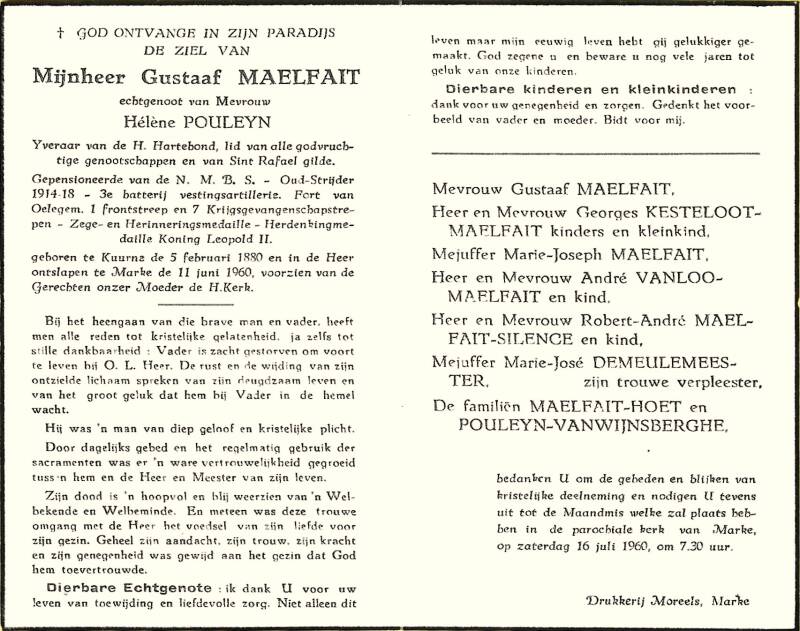 † GOD ONTVANGE IN ZIJN PARADIJS
DE ZIEL VAN
Mijnheer Gustaaf MAELFAIT
echtgenoot van Mevrouw
Hélène POULEYN
Yveraar van de H. Hartebond, lid van alle godvruch-
tige genootschappen en van Sint Rafael gilde.
Gepensioneerde van de N. M. B. S. - Oud-Strijder
1914-18 - 3e batterij vestingsartillerie. Fort van
Oelegem. 1 frontstreep en 7 Krijgsgevangenschapstre-
pen - Zege- en Herinneringsmedaille - Herdenkingme-
daille Koning Leopold II.
geboren te Kuurne de 5 februari 1880 en in de Heer
ontslapen te Marke de 11 juni 1960, voorzien van de
Gerechten onzer Moeder de H. Kerk.
Bij het heengaan van die brave man en vader, heeft
men alle reden tot kristelijke gelatenheid, ja zelfs tot
stille dankbaarheid : Vader is zacht gestorven om voort
te leven bij O. L. Heer. De rust en de wijding van zijn
ontzielde lichaam spreken van zijn deugdzaam leven en
van het groot geluk dat hem bij Vader in de hemel
wacht.
Hij was 'n man van diep geloof en kristelijke plicht.
Door dagelijks gebed en het regelmatig gebruik der
sacramenten was er 'n ware vertrouwelijkheid gegroeid
tussen hem en de Heer en Meester van zijn leven.
Zijn dood is 'n hoopvol en blij weerzien van 'n Wel-
bekende en Welbeminde. En meteen was deze trouwe
omgang met de Heer het voedsel van zijn liefde voor
zijn gezin. Geheel zijn aandacht, zijn trouw, zijn kracht
en zijn genegenheid was gewijd aan het gezin dat God
hem toevertrouwde.
Dierbare Echtgenote : ik dank U voor uw
leven van toewijding en liefdevolle zorg. Niet alleen dit
leven maar mijn eeuwig leven hebt gij gelukkiger ge-
maakt. God zegene u en beware u nog vele jaren tot
geluk van onze kinderen.
Dierbare kinderen en kleinkinderen :
dank voor uw genegenheid en zorgen. Gedenkt het voor-
beeld van vader en moeder. Bidt voor mij.
Mevrouw Gustaaf MAELFAIT,
Heer en Mevrouw Georges KESTELOOT-
MAELFAIT kinders en kleinkind,
Mejuffer Marie-Joseph MAELFAIT,
Heer en Mevrouw André VANLOO-
MAELFAIT en kind,
Heer en Mevrouw Robert-André MAEL-
FAIT-SILENCE en kind,
Mejuffer Marie-José DEMEULEMEES-
TER, zijn trouwe verpleester,
De familiën MAELFAIT-HOET en
POULEYN-VANWIJNSBERGHE,
bedanken U om de gebeden en blijken van
kristelijke deelneming en nodigen U tevens
uit tot de Maandmis welke zal plaats heb-
ben in de parochiale kerk van Marke,
op zaterdag 16 juli 1960, om 7.30 uur.
Drukkerij Moreels, Marke